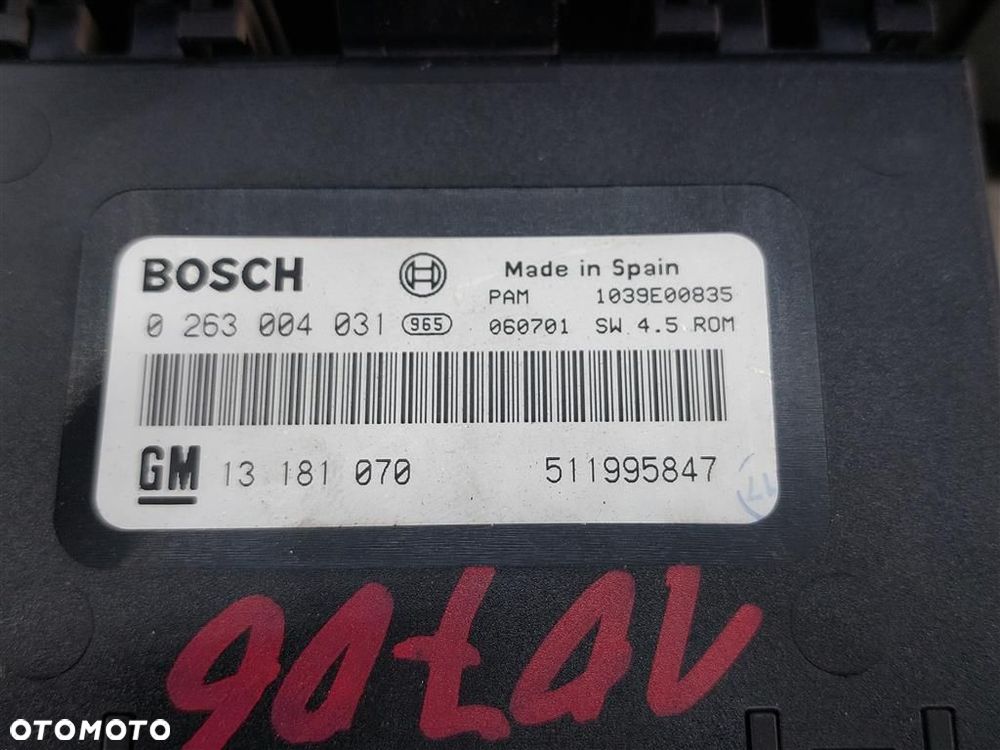 BOSCH Made in Spain
PAM 1039E00835
0 263 004 031 965 060701 SW 4.5 ROM
GM 13 181 070 511995847
OTOMOTO